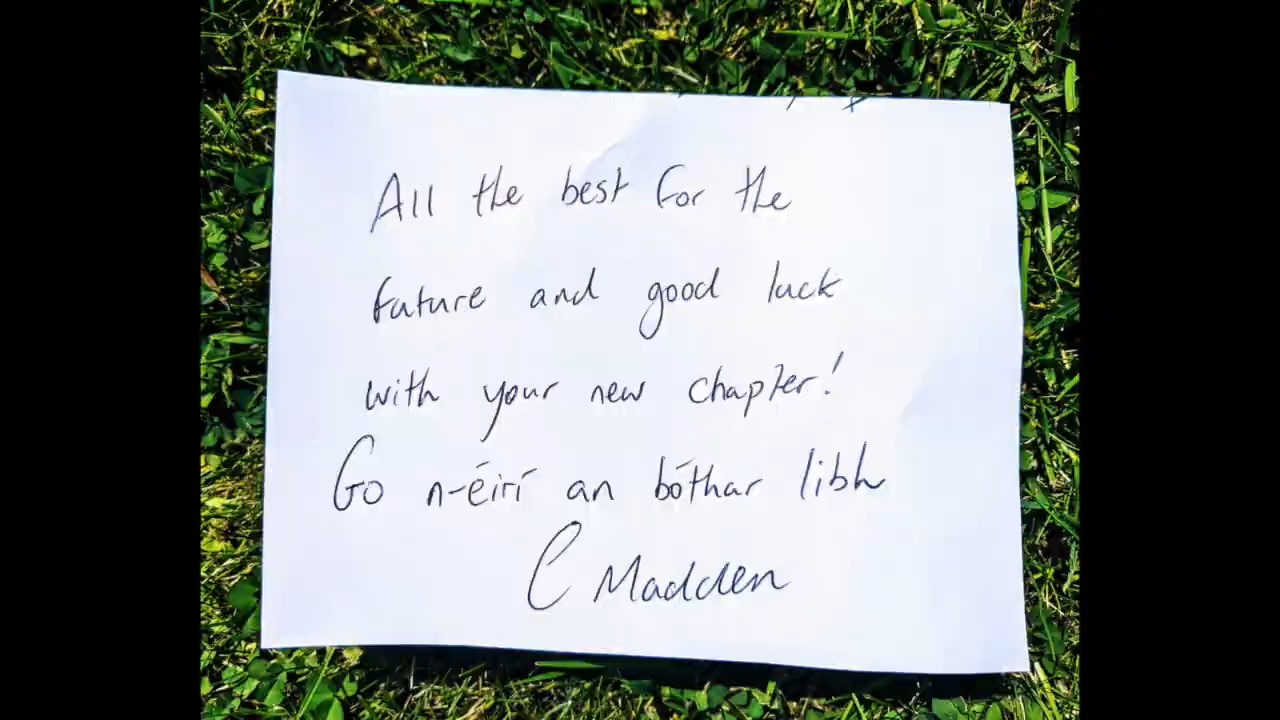 All the best for the
future and good luck
with your new chapter!
Go n-éirí an bóthar libh
C Madden